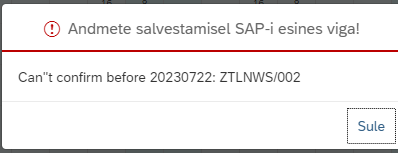 Andmete salvestamisel SAP-i esines viga!
Can"t confirm before 20230722: ZTLNWS/002
Sule